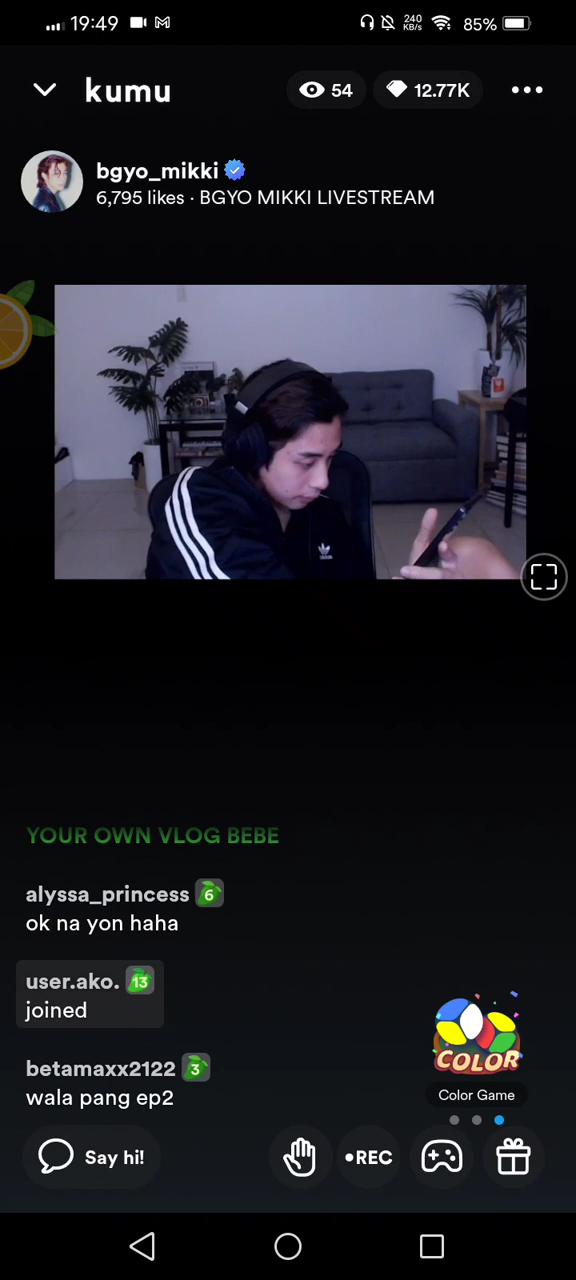 19:49
240
KB/s
85%
kumu
54
12.77K
bgyo_mikki
6,795 likes · BGYO MIKKI LIVESTREAM
adidas
YOUR OWN VLOG BEBE
alyssa_princess 6
ok na yon haha
user.ako. 13
joined
betamaxx2122 3
wala pang ep2
COLOR
Color Game
Say hi!
•REC